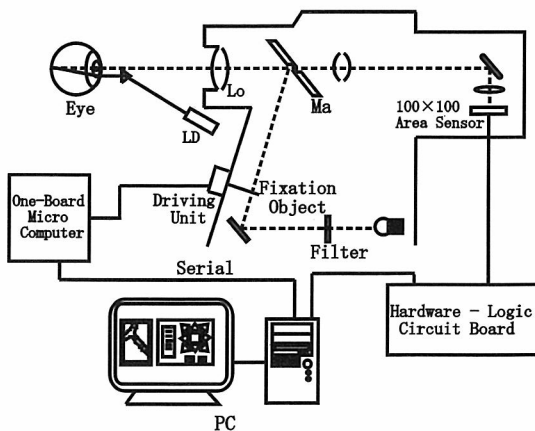 Eye
LD
Lo
Ma
100×100
Area Sensor
One-Board
Micro
Computer
Driving
Unit
Fixation
Object
Filter
Serial
Hardware - Logic
Circuit Board
PC